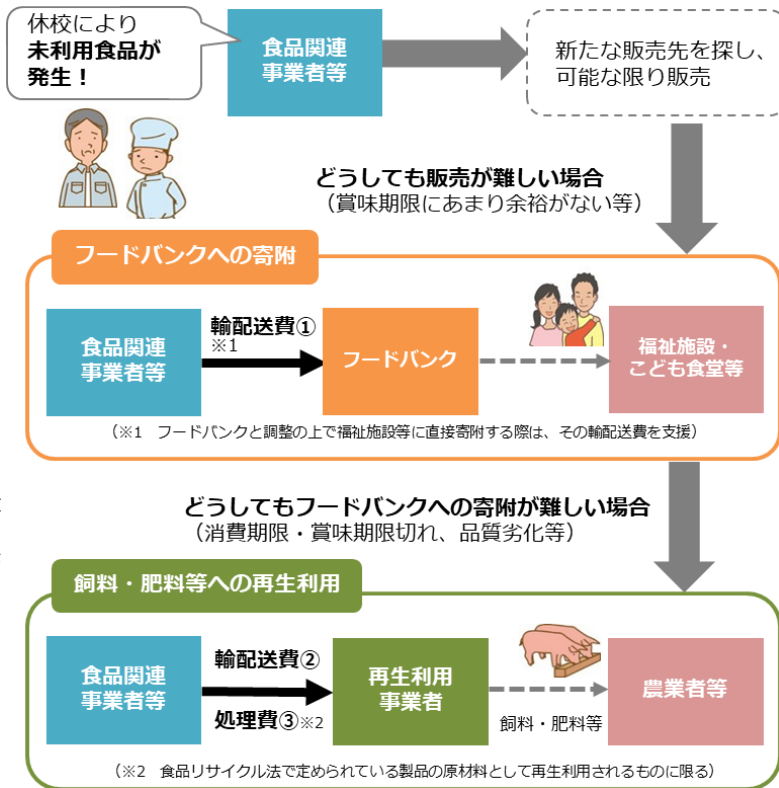 休校により
未利用食品が
発生！
食品関連
事業者等
新たな販売先を探し、
可能な限り販売
どうしても販売が難しい場合
（賞味期限にあまり余裕がない等）
フードバンクへの寄附
食品関連
事業者等
輸配送費①
※1
フードバンク
福祉施設・
こども食堂等
（※1　フードバンクと調整の上で福祉施設等に直接寄附する際は、その輸配送費を支援）
どうしてもフードバンクへの寄附が難しい場合
（消費期限・賞味期限切れ、品質劣化等）
飼料・肥料等への再生利用
食品関連
事業者等
輸配送費②
処理費③※2
再生利用
事業者
飼料・肥料等
農業者等
（※2　食品リサイクル法で定められている製品の原材料として再生利用されるものに限る）